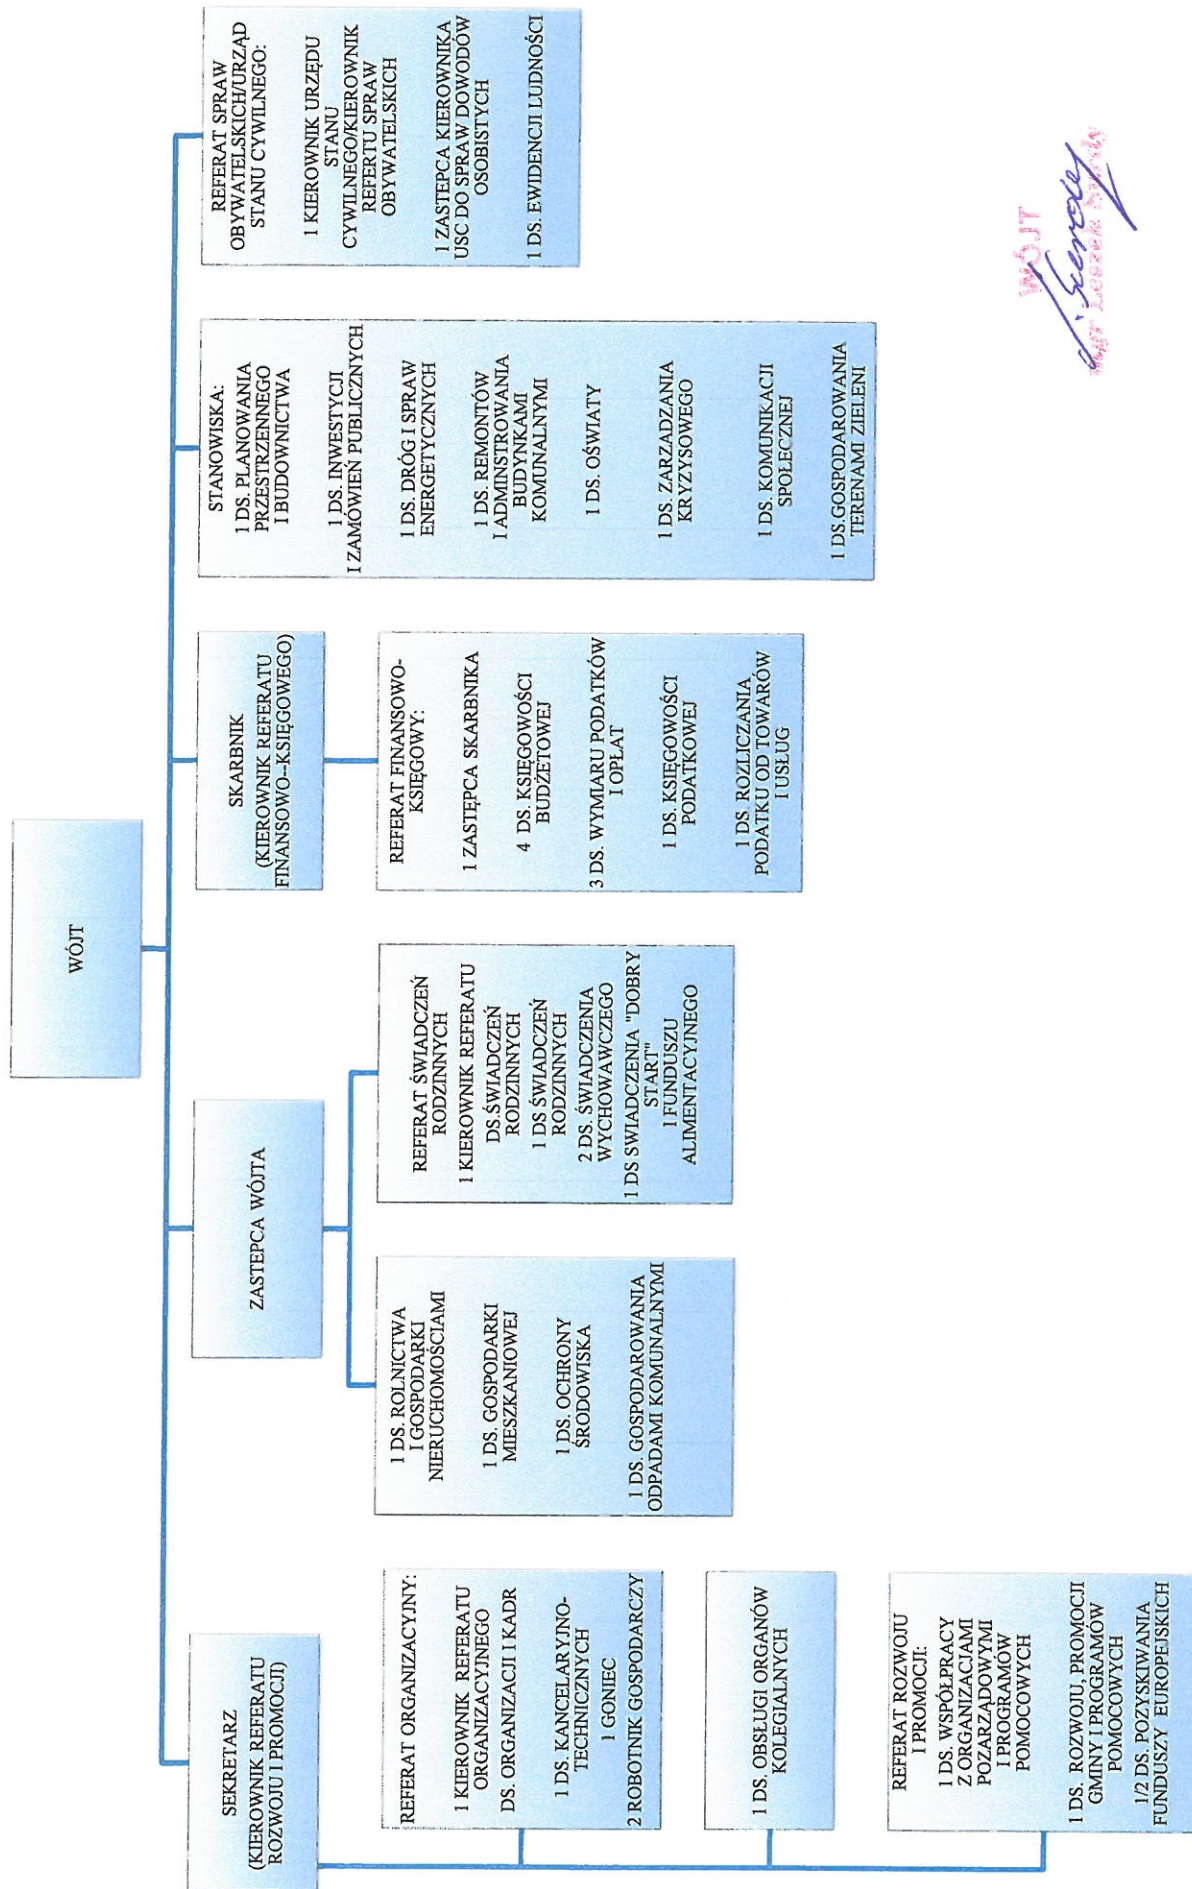 WÓJT
SEKRETARZ
(KIEROWNIK REFERATU
ROZWOJU I PROMOCJI)
REFERAT ORGANIZACYJNY:
1 KIEROWNIK REFERATU
ORGANIZACYJNEGO
DS. ORGANIZACJI I KADR
1 DS. KANCELARYJNO-
TECHNICZNYCH
1 GONIEC
2 ROBOTNIK GOSPODARCZY
1 DS. OBSŁUGI ORGANÓW
KOLEGIALNYCH
REFERAT ROZWOJU
I PROMOCJI:
1 DS. WSPÓŁPRACY
Z ORGANIZACJAMI
POZARZĄDOWYMI
I PROGRAMÓW
POMOCOWYCH
1 DS. ROZWOJU, PROMOCJI
GMINY I PROGRAMÓW
POMOCOWYCH
1/2 DS. POZYSKIWANIA
FUNDUSZY EUROPEJSKICH
ZASTEPCA WÓJTA
1 DS. ROLNICTWA
I GOSPODARKI
NIERUCHOMOŚCIAMI
1 DS. GOSPODARKI
MIESZKANIOWEJ
1 DS. OCHRONY
ŚRODOWISKA
1 DS. GOSPODAROWANIA
ODPADAMI KOMUNALNYMI
REFERAT ŚWIADCZEŃ
RODZINNYCH
1 KIEROWNIK REFERATU
DS.ŚWIADCZEŃ
RODZINNYCH
1 DS ŚWIADCZEŃ
RODZINNYCH
2 DS. ŚWIADCZENIA
WYCHOWAWCZEGO
1 DS SWIADCZENIA "DOBRY
START"
I FUNDUSZU
ALIMENTACYJNEGO
SKARBNIK
(KIEROWNIK REFERATU
FINANSOWO--KSIĘGOWEGO)
REFERAT FINANSOWO-
KSIĘGOWY:
1 ZASTĘPCA SKARBNIKA
4 DS. KSIĘGOWOŚCI
BUDŻETOWEJ
3 DS. WYMIARU PODATKÓW
I OPŁAT
1 DS. KSIĘGOWOŚCI
PODATKOWEJ
1 DS. ROZLICZANIA
PODATKU OD TOWARÓW
I USŁUG
STANOWISKA:
1 DS. PLANOWANIA
PRZESTRZENNEGO
I BUDOWNICTWA
1 DS. INWESTYCJI
I ZAMÓWIEŃ PUBLICZNYCH
1 DS. DRÓG I SPRAW
ENERGETYCZNYCH
1 DS. REMONTÓW
I ADMINSTROWANIA
BUDYNKAMI
KOMUNALNYMI
1 DS. OŚWIATY
1 DS. ZARZADZANIA
KRYZYSOWEGO
1 DS. KOMUNIKACJI
SPOŁECZNEJ
1 DS.GOSPODAROWANIA
TERENAMI ZIELENI
REFERAT SPRAW
OBYWATELSKICH/URZĄD
STANU CYWILNEGO:
1 KIEROWNIK URZĘDU
STANU
CYWILNEGO/KIEROWNIK
REFERTU SPRAW
OBYWATELSKICH
1 ZASTEPCA KIEROWNIKA
USC DO SPRAW DOWODÓW
OSOBISTYCH
1 DS. EWIDENCJI LUDNOŚCI
WÓJT
mgr Leszek